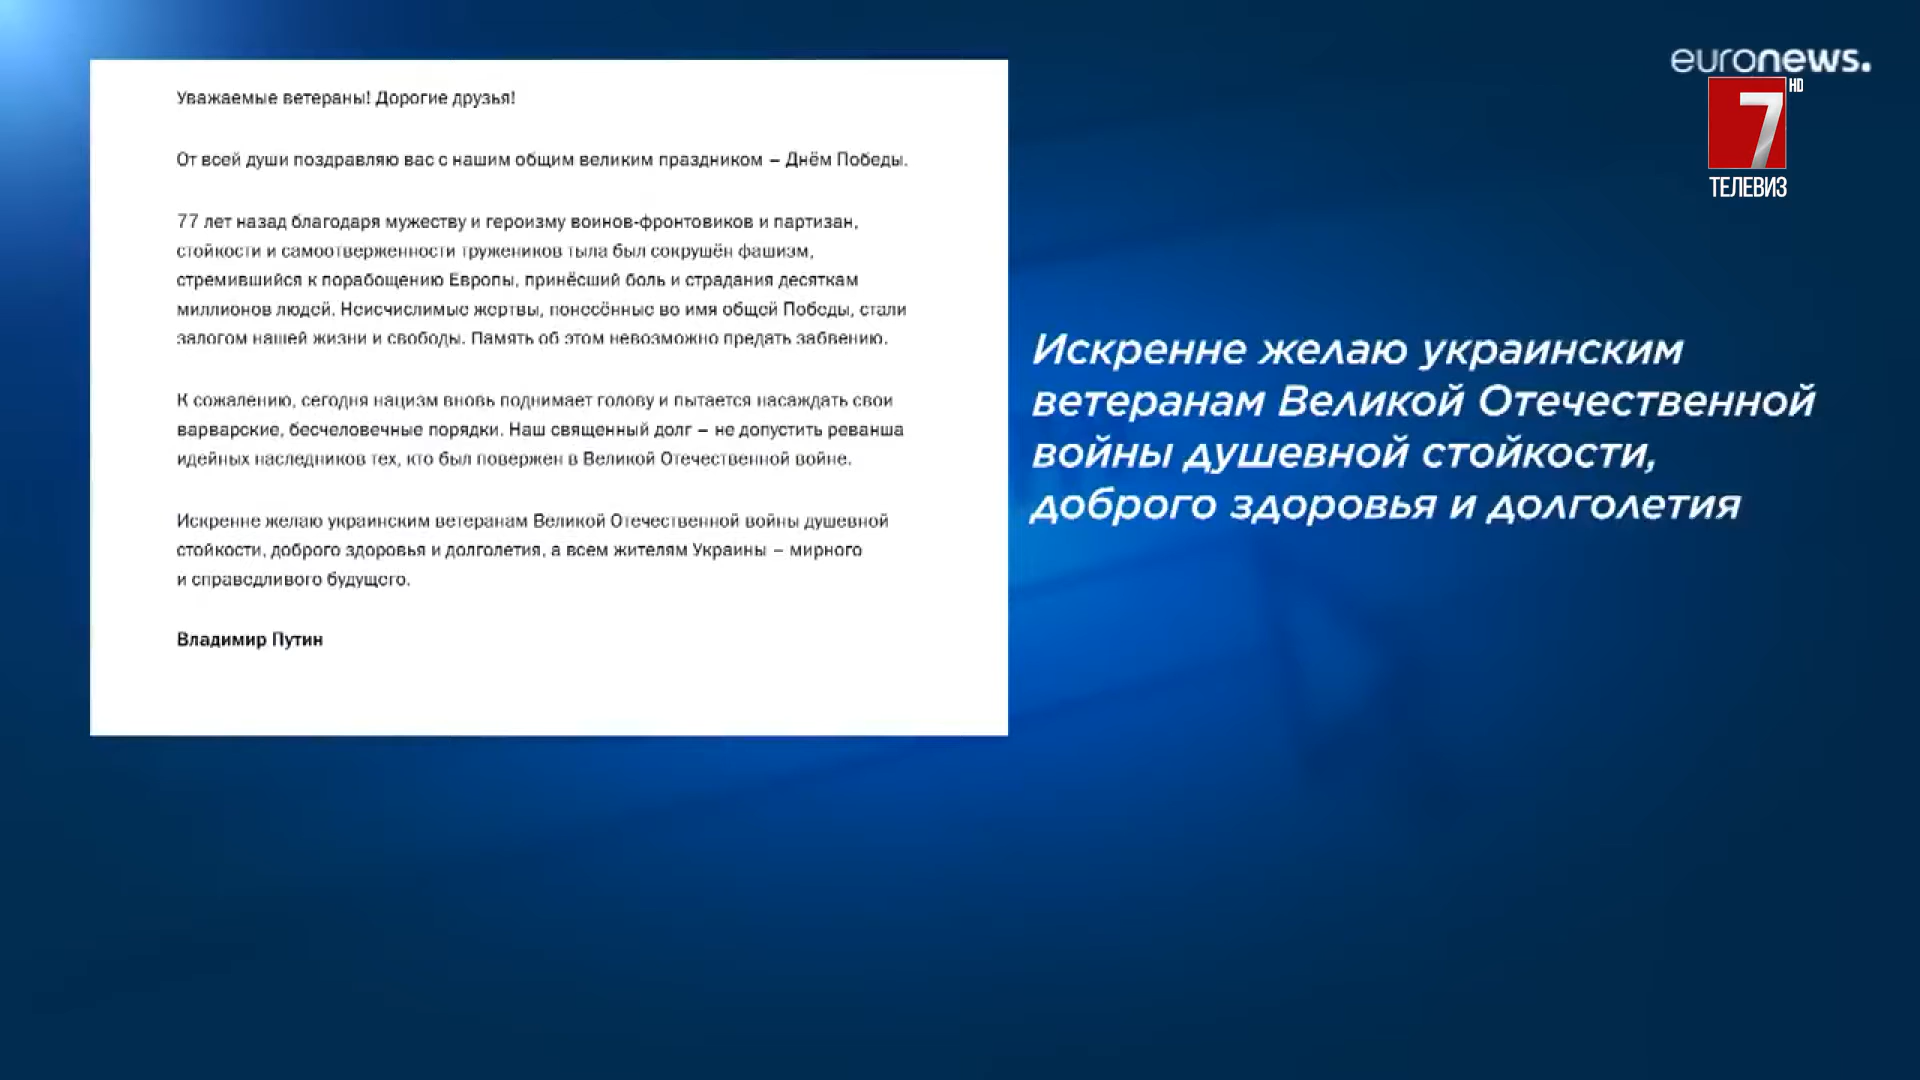 Уважаемые ветераны! Дорогие друзья!
От всей души поздравляю вас с нашим общим великим праздником – Днём Победы.
77 лет назад благодаря мужеству и героизму воинов-фронтовиков и партизан,
стойкости и самоотверженности тружеников тыла был сокрушён фашизм,
стремившийся к порабощению Европы, принёсший боль и страдания десяткам
миллионов людей. Неисчислимые жертвы, понесённые во имя общей Победы, стали
залогом нашей жизни и свободы. Память об этом невозможно предать забвению.
К сожалению, сегодня нацизм вновь поднимает голову и пытается насаждать свои
варварские, бесчеловечные порядки. Наш священный долг – не допустить реванша
идейных наследников тех, кто был повержен в Великой Отечественной войне.
Искренне желаю украинским ветеранам Великой Отечественной войны душевной
стойкости, доброго здоровья и долголетия, а всем жителям Украины – мирного
и справедливого будущего.
Владимир Путин
euronews.
7 HD
ТЕЛЕВИЗ
Искренне желаю украинским
ветеранам Великой Отечественной
войны душевной стойкости,
доброго здоровья и долголетия